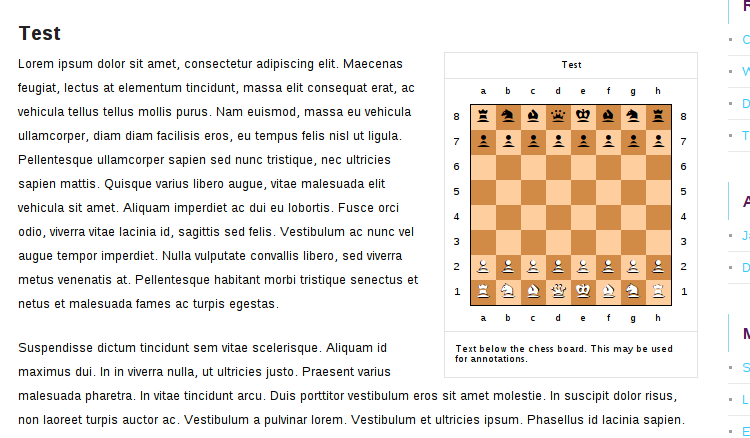 Test
Lorem ipsum dolor sit amet, consectetur adipiscing elit. Maecenas
feugiat, lectus at elementum tincidunt, massa elit consequat erat, ac
vehicula tellus tellus mollis purus. Nam euismod, massa eu vehicula
ullamcorper, diam diam facilisis eros, eu tempus felis nisl ut ligula.
Pellentesque ullamcorper sapien sed nunc tristique, nec ultricies
sapien mattis. Quisque varius libero augue, vitae malesuada elit
vehicula sit amet. Aliquam imperdiet ac dui eu lobortis. Fusce orci
odio, viverra vitae lacinia id, sagittis sed felis. Vestibulum ac nunc vel
augue tempor imperdiet. Nulla vulputate convallis libero, sed viverra
metus venenatis at. Pellentesque habitant morbi tristique senectus et
netus et malesuada fames ac turpis egestas.
Test
a b c d e f g h
8 8
7 7
6 6
5 5
4 4
3 3
2 2
1 1
a b c d e f g h
Text below the chess board. This may be used
for annotations.
Suspendisse dictum tincidunt sem vitae scelerisque. Aliquam id
maximus dui. In in viverra nulla, ut ultricies justo. Praesent varius
malesuada pharetra. In vitae tincidunt arcu. Duis porttitor vestibulum eros sit amet molestie. In suscipit dolor risus,
non laoreet turpis auctor ac. Vestibulum a pulvinar lorem. Vestibulum et ultricies ipsum. Phasellus id lacinia sapien.